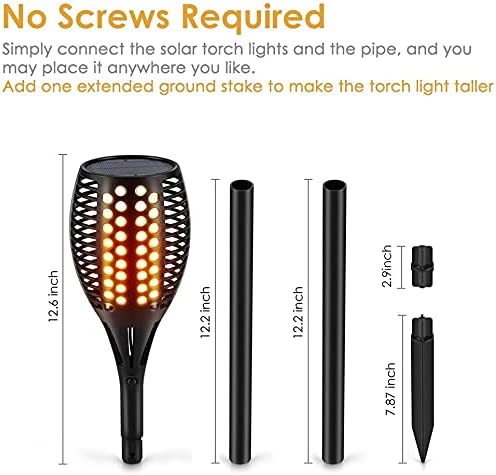 No Screws Required
Simply connect the solar torch lights and the pipe, and you
may place it anywhere you like.
Add one extended ground stake to make the torch light taller
12.6 inch
12.2 inch
12.2 inch
2.9inch
7.87 inch